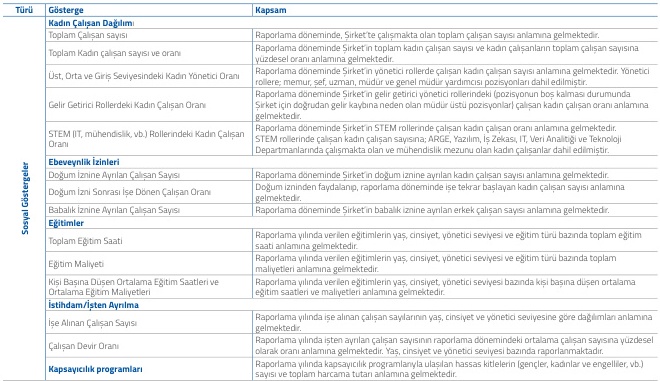 Türü Gösterge Kapsam
Sosyal Göstergeler
Kadın Çalışan Dağılımı
Toplam Çalışan sayısı
Raporlama döneminde, Şirket'te çalışmakta olan toplam çalışan sayısı anlamına gelmektedir.
Toplam Kadın çalışan sayısı ve oranı
Raporlama döneminde Şirket'in toplam kadın çalışan sayısı ve kadın çalışanların toplam çalışan sayısına
yüzdesel oranı anlamına gelmektedir.
Üst, Orta ve Giriş Seviyesindeki Kadın Yönetici Oranı
Raporlama döneminde Şirket'in yönetici rollerde çalışan kadın çalışan sayısı anlamına gelmektedir. Yönetici
rollere; memur, şef, uzman, müdür ve genel müdür yardımcısı pozisyonları dahil edilmiştir.
Gelir Getirici Rollerdeki Kadın Çalışan Oranı
Raporlama döneminde Şirket'in gelir getirici yönetici rollerindeki (pozisyonun boş kalması durumunda
Şirket için doğrudan gelir kaybına neden olan müdür üstü pozisyonlar) çalışan kadın çalışan oranı anlamına
gelmektedir.
STEM (IT, mühendislik, vb.) Rollerindeki Kadın Çalışan
Oranı
Raporlama döneminde Şirket'in STEM rollerinde çalışan kadın çalışan oranı anlamına gelmektedir.
STEM rollerinde çalışan kadın çalışan sayısına; ARGE, Yazılım, İş Zekası, IT, Veri Analitiği ve Teknoloji
Departmanlarında çalışmakta olan ve mühendislik mezunu olan kadın çalışanlar dahil edilmiştir.
Ebeveynlik İzinleri
Doğum İznine Ayrılan Çalışan Sayısı
Raporlama döneminde Şirket'in doğum iznine ayrılan kadın çalışan sayısı anlamına gelmektedir.
Doğum İzni Sonrası İşe Dönen Çalışan Oranı
Doğum izninden faydalanıp, raporlama döneminde işe tekrar başlayan kadın çalışan sayısı anlamına
gelmektedir.
Babalık İznine Ayrılan Çalışan Sayısı
Raporlama döneminde Şirket'in babalık iznine ayrılan erkek çalışan sayısı anlamına gelmektedir.
Eğitimler
Toplam Eğitim Saati
Raporlama yılında verilen eğitimlerin yaş, cinsiyet, yönetici seviyesi ve eğitim türü bazında toplam eğitim
saati anlamına gelmektedir.
Eğitim Maliyeti
Raporlama yılında verilen eğitimlerin yaş, cinsiyet, yönetici seviyesi ve eğitim türü bazında toplam
maliyetleri anlamına gelmektedir.
Kişi Başına Düşen Ortalama Eğitim Saatleri ve
Ortalama Eğitim Maliyetleri
Raporlama yılında verilen eğitimlerin yaş, cinsiyet, yönetici seviyesi bazında kişi başına düşen ortalama
eğitim saatleri ve maliyetleri anlamına gelmektedir.
İstihdam/İşten Ayrılma
İşe Alınan Çalışan Sayısı
Raporlama yılında işe alınan çalışan sayılarının yaş, cinsiyet ve yönetici seviyesine göre dağılımları anlamına
gelmektedir.
Çalışan Devir Oranı
Raporlama yılında işten ayrılan çalışan sayısının raporlama dönemindeki ortalama çalışan sayısına yüzdesel
olarak oranı anlamına gelmektedir. Yaş, cinsiyet ve yönetici seviyesi bazında raporlanmaktadır.
Kapsayıcılık programları
Raporlama yılında kapsayıcılık programlarıyla ulaşılan hassas kitlelerin (gençler, kadınlar ve engelliler, vb.)
sayısı ve toplam harcama tutarı anlamına gelmektedir.